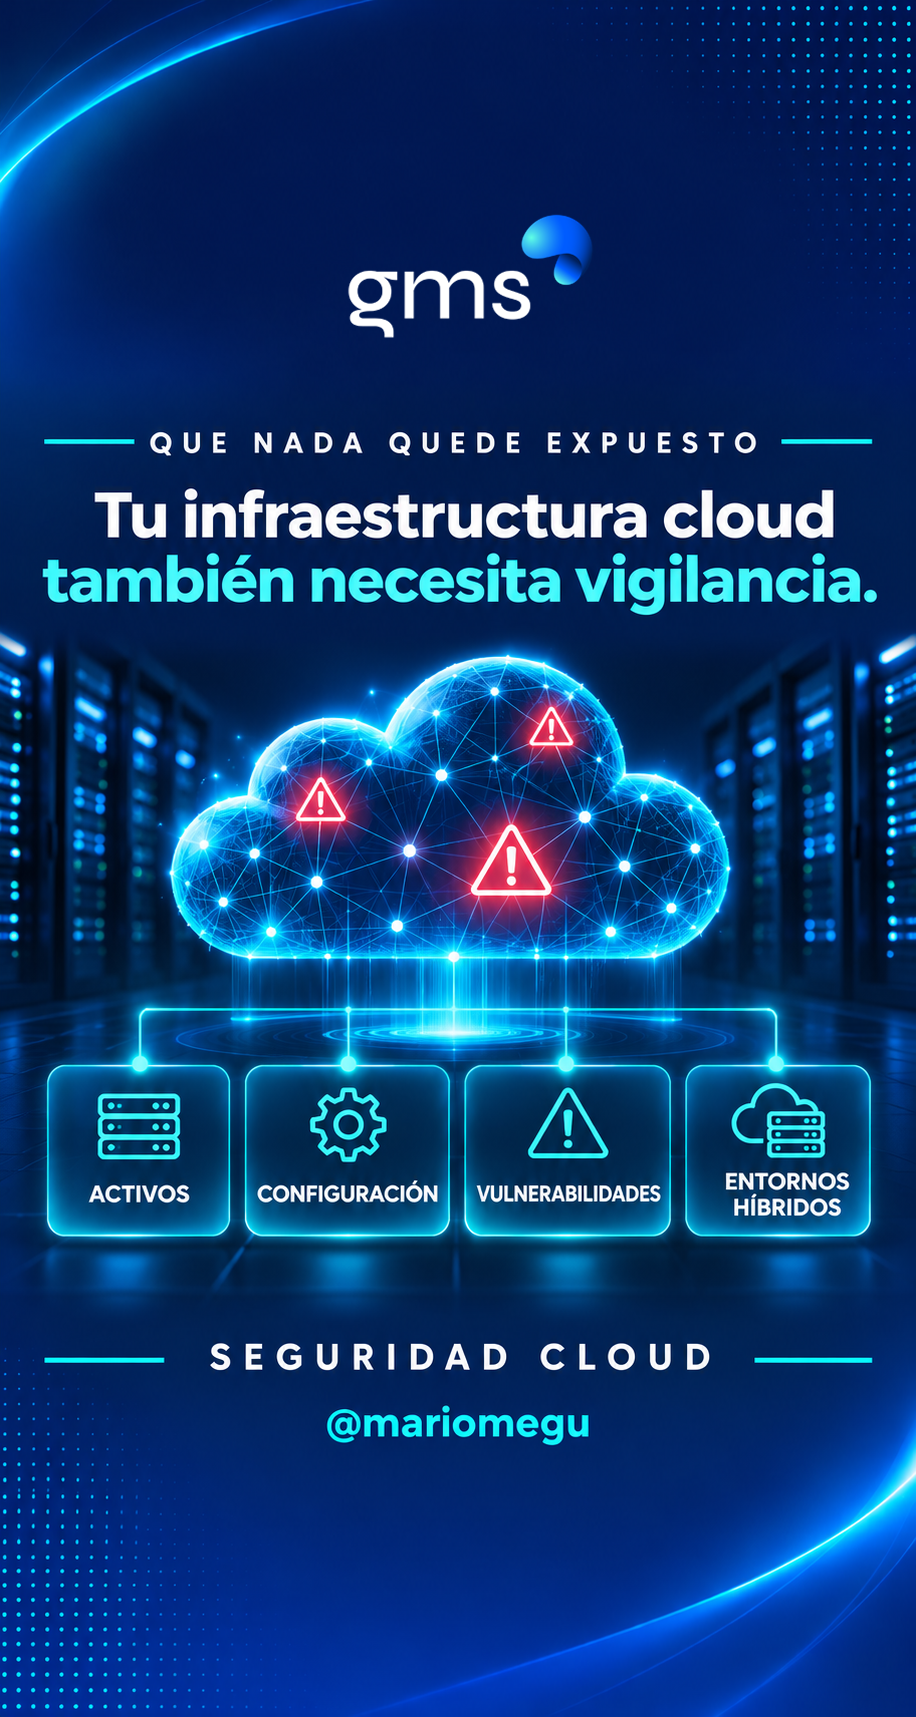 gms
QUE NADA QUEDE EXPUESTO
Tu infraestructura cloud
también necesita vigilancia.
ACTIVOS
CONFIGURACIÓN
VULNERABILIDADES
ENTORNOS
HÍBRIDOS
SEGURIDAD CLOUD
@mariomegu